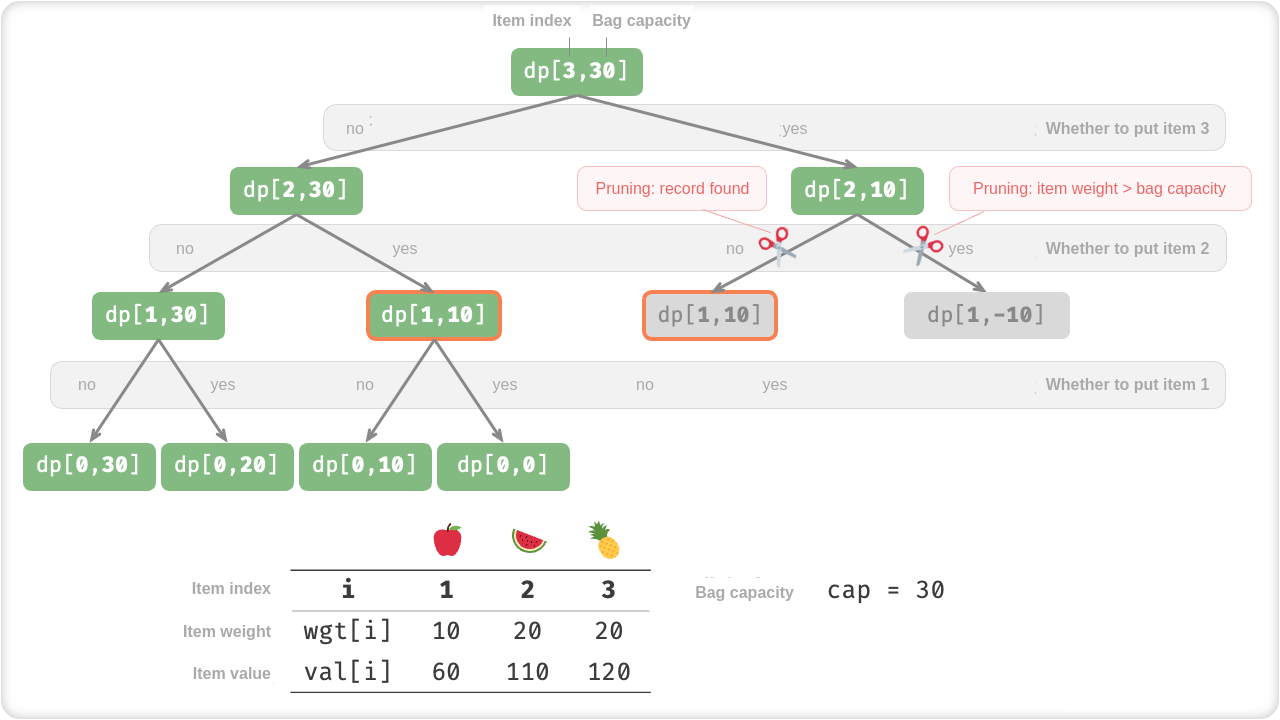 Item index Bag capacity
dp[3,30]
no yes Whether to put item 3
dp[2,30] Pruning: record found dp[2,10] Pruning: item weight > bag capacity
no yes no yes Whether to put item 2
dp[1,30] dp[1,10] dp[1,10] dp[1,-10]
no yes no yes no yes Whether to put item 1
dp[0,30] dp[0,20] dp[0,10] dp[0,0]
Item index i 1 2 3
Bag capacity cap = 30
Item weight wgt[i] 10 20 20
Item value val[i] 60 110 120